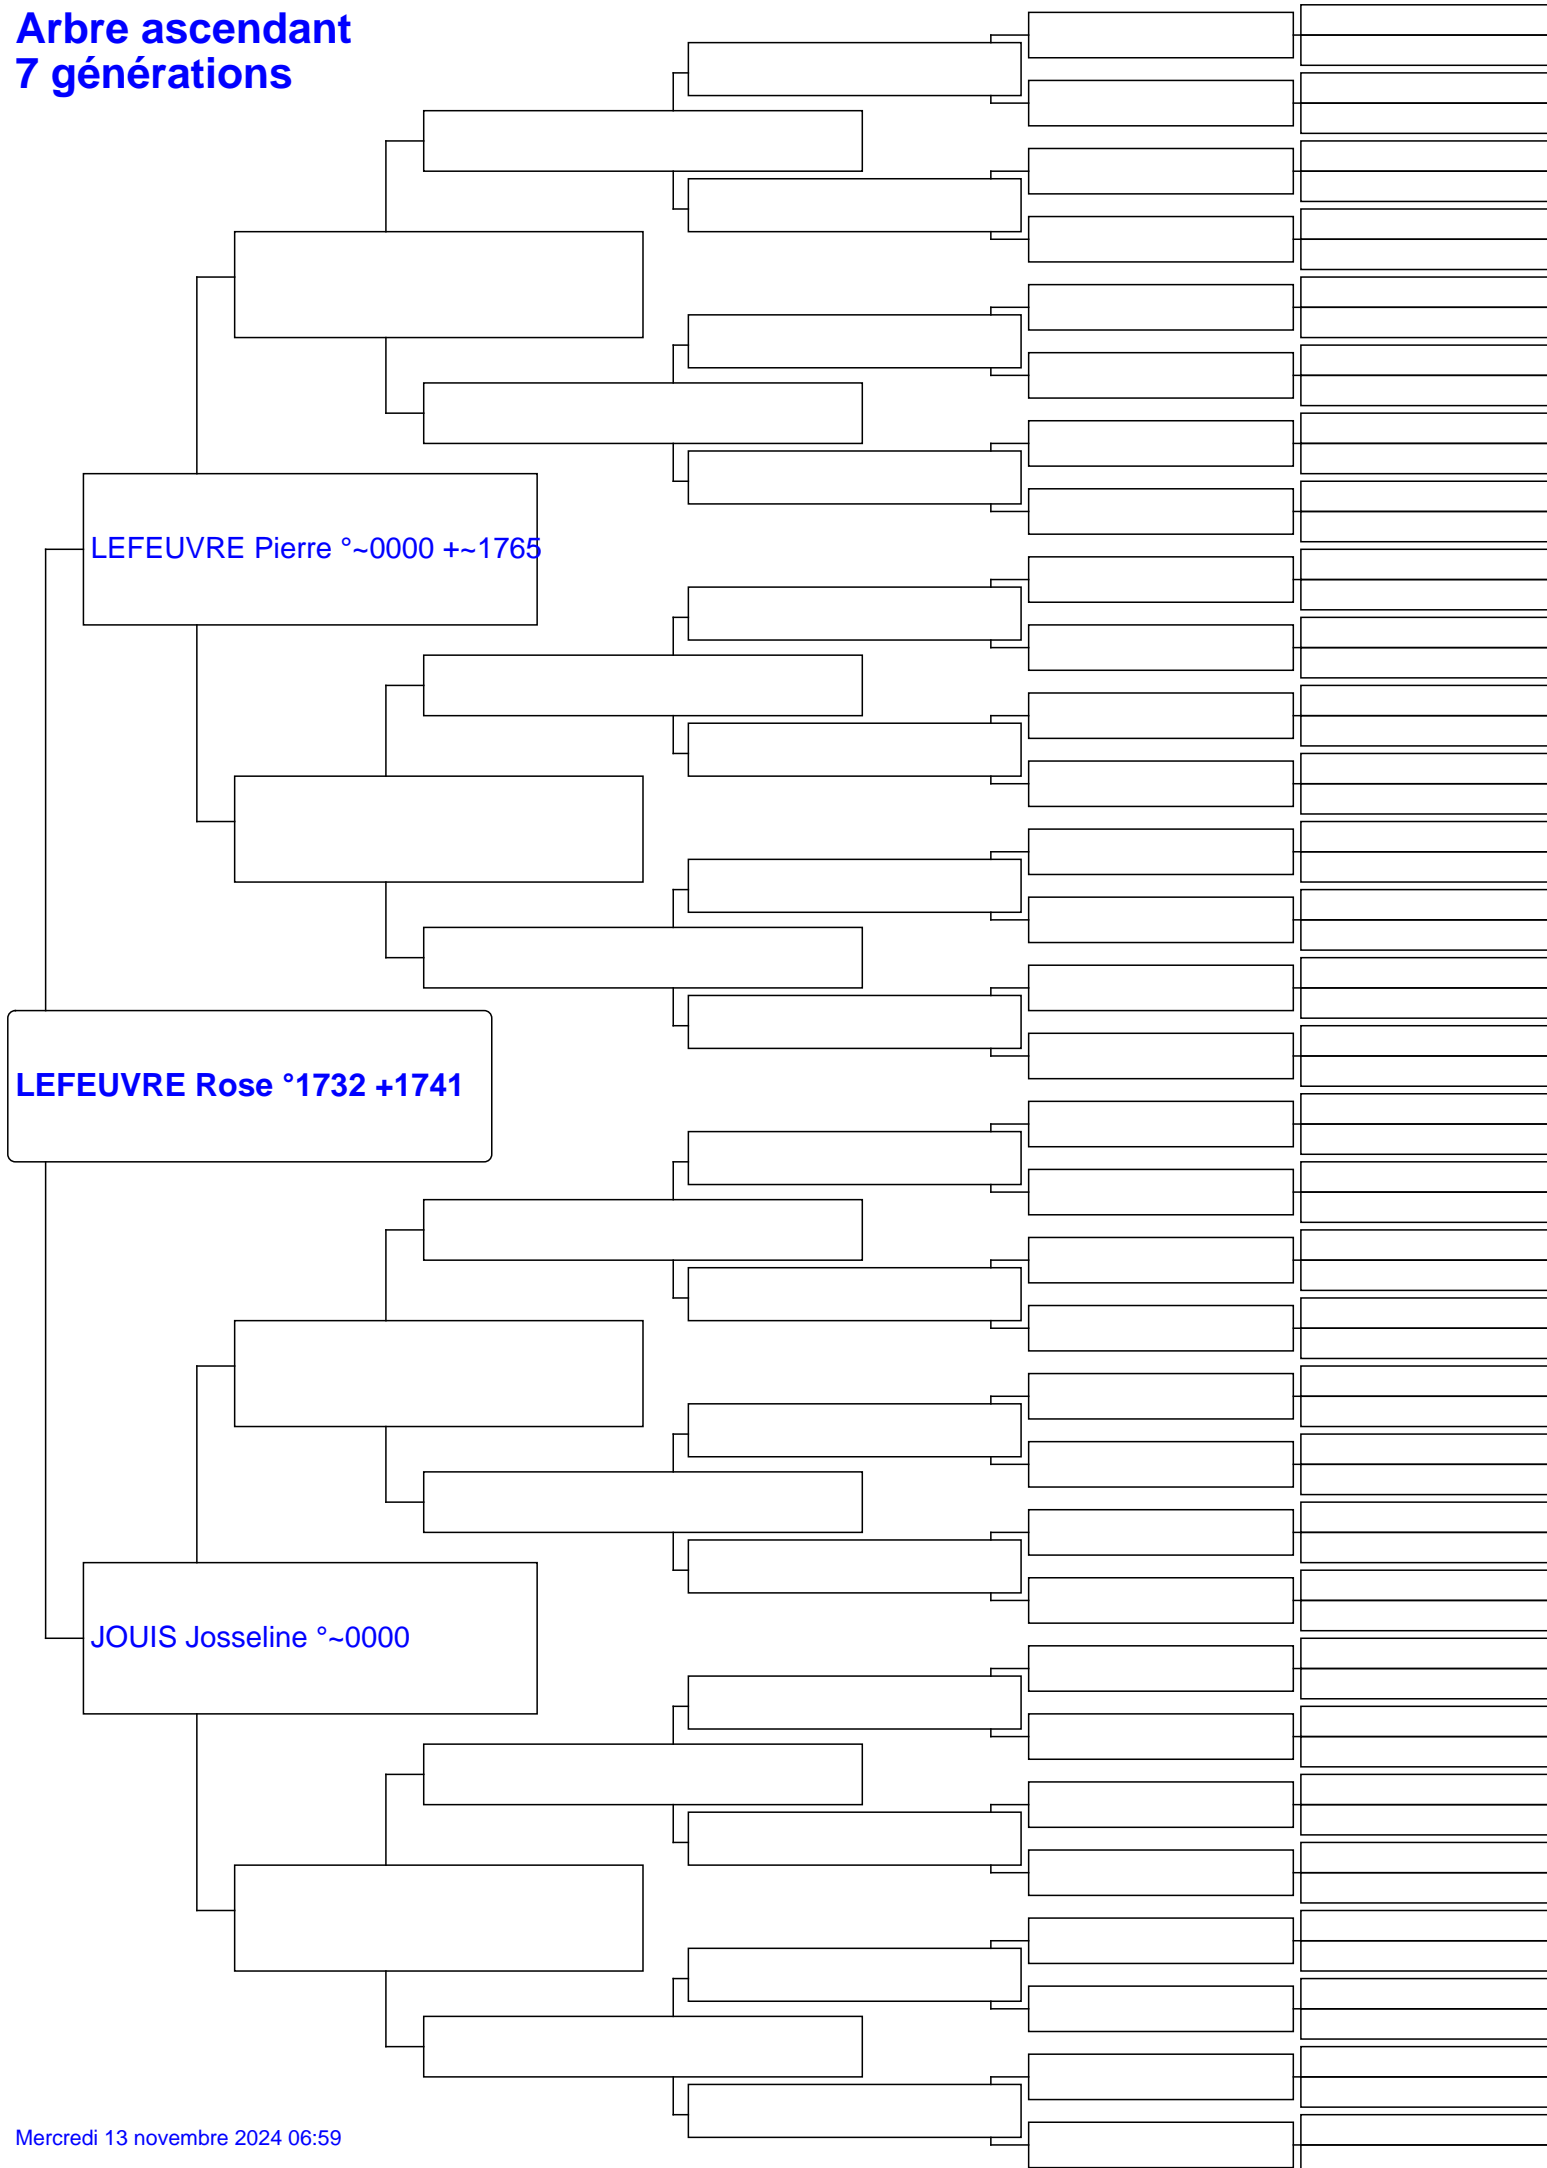 Arbre ascendant
7 générations
LEFEUVRE Pierre °~0000 +~1765
LEFEUVRE Rose °1732 +1741
JOUIS Josseline °~0000
Mercredi 13 novembre 2024 06:59